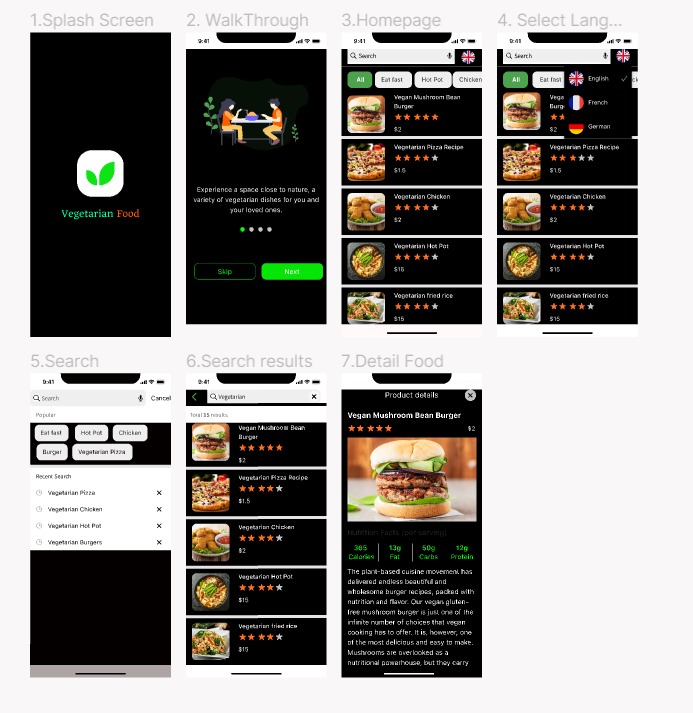 1.Splash Screen
Vegetarian Food
2. WalkThrough
9:41
Experience a space close to nature, a
variety of vegetarian dishes for you and
your loved ones.
Skip
Next
3.Homepage
9:41
Search
All
Eat fast
Hot Pot
Chicken
Vegan Mushroom Bean
Burger
$2
Vegetarian Pizza Recipe
$1.5
Vegetarian Chicken
$2
Vegetarian Hot Pot
$15
Vegetarian fried rice
$15
4. Select Lang...
9:41
Search
All
Eat fast
English
French
German
Vega
Burge
$2
Vegetarian Pizza Recipe
$1.5
Vegetarian Chicken
$2
Vegetarian Hot Pot
$15
Vegetarian fried rice
$15
5.Search
9:41
Search
Cancel
Popular
Eat fast
Hot Pot
Chicken
Burger
Vegetarian Pizza
Recent Search
Vegetarian Pizza
Vegetarian Chicken
Vegetarian Hot Pot
Vegetarian Burgers
6.Search results
9:41
Vegetarian
Total 15 results
Vegan Mushroom Bean
Burger
$2
Vegetarian Pizza Recipe
$1.5
Vegetarian Chicken
$2
Vegetarian Hot Pot
$15
Vegetarian fried rice
$15
7.Detail Food
Product details
Vegan Mushroom Bean Burger
$2
Nutrition Facts (per serving)
365
Calories
13g
Fat
50g
Carbs
12g
Protein
The plant-based cuisine movement has
delivered endless beautiful and
wholesome burger recipes, packed with
nutrition and flavor. Our vegan gluten-
free mushroom burger is just one of the
infinite number of choices that vegan
cooking has to offer. It is, however, one
of the most delicious and easy to make.
Mushrooms are overlooked as a
nutritional powerhouse, but they carry